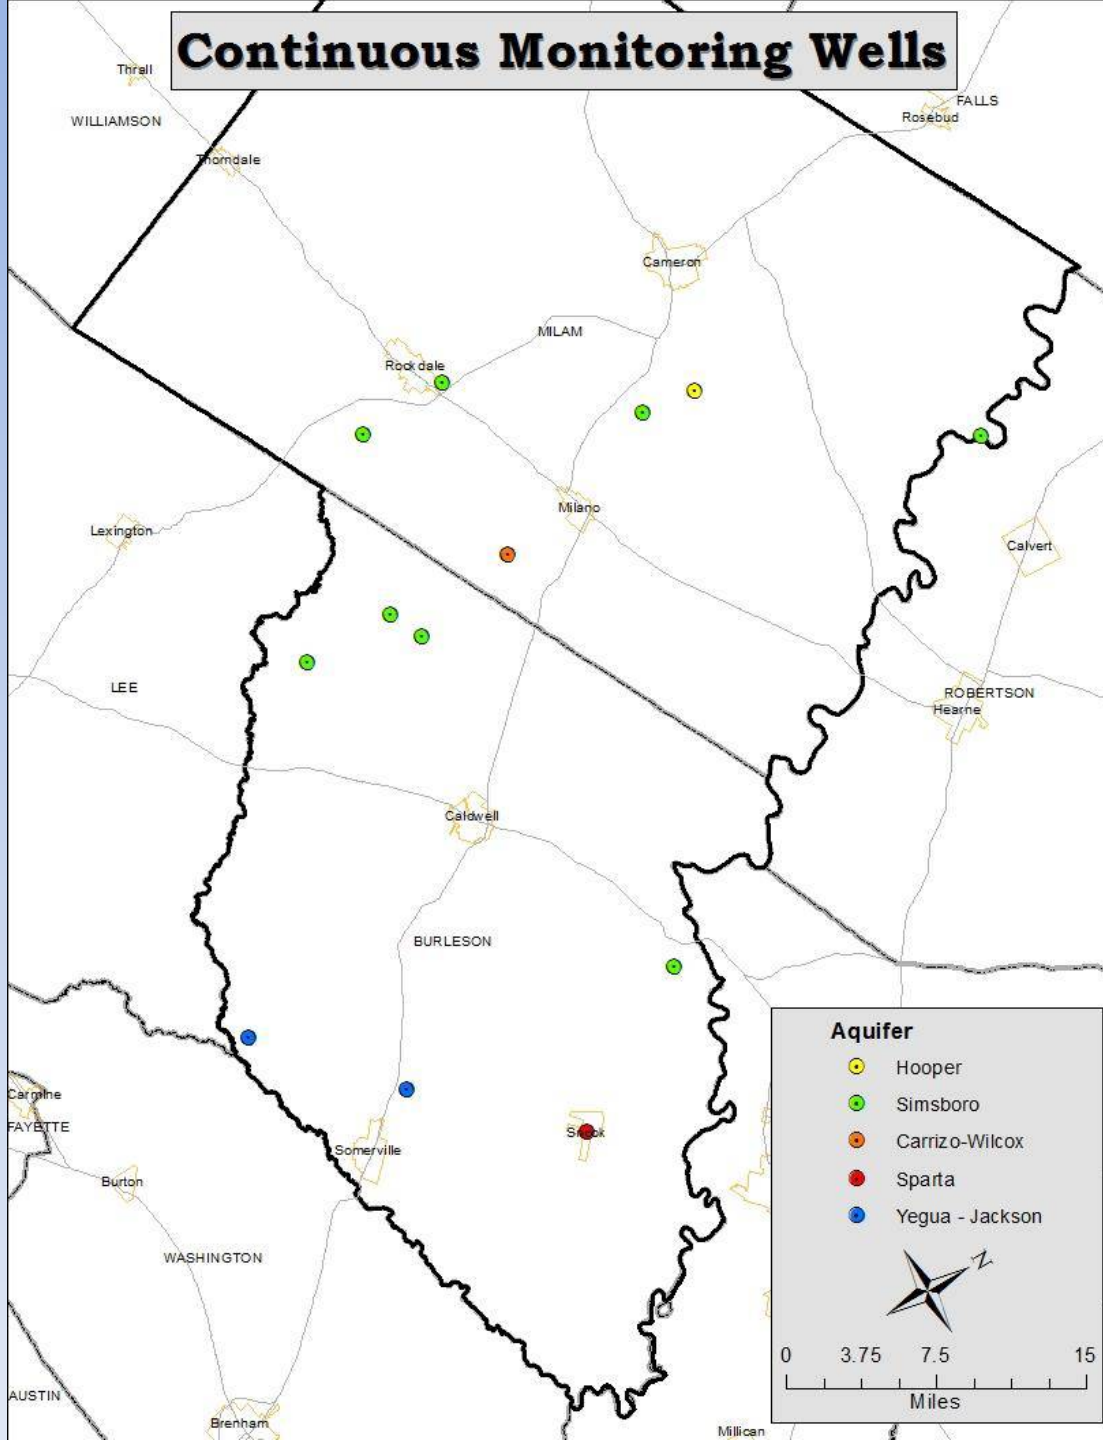 Continuous Monitoring Wells
Thrall
FALLS
Rosebud
WILLIAMSON
Thorndale
Cameron
MILAM
Rockdale
Milano
Lexington
Calvert
LEE
ROBERTSON
Hearne
Caldwell
BURLESON
Carmine
FAYETTE
Snook
Somerville
Burton
WASHINGTON
AUSTIN
Brenham
Millican
Aquifer
Hooper
Simsboro
Carrizo-Wilcox
Sparta
Yegua - Jackson
N
0 3.75 7.5 15
Miles